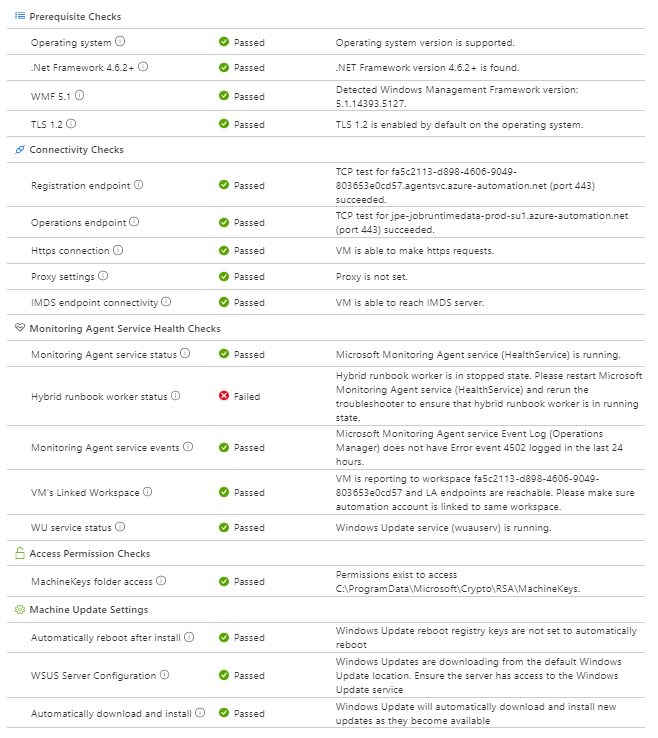 Prerequisite Checks
Operating system Passed Operating system version is supported.
.Net Framework 4.6.2+ Passed .NET Framework version 4.6.2+ is found.
WMF 5.1 Passed Detected Windows Management Framework version:
5.1.14393.5127.
TLS 1.2 Passed TLS 1.2 is enabled by default on the operating system.
Connectivity Checks
Registration endpoint Passed TCP test for fa5c2113-d898-4606-9049-
803653e0cd57.agentsvc.azure-automation.net (port 443)
succeeded.
Operations endpoint Passed TCP test for jpe-jobruntimedata-prod-su1.azure-automation.net
(port 443) succeeded.
Https connection Passed VM is able to make https requests.
Proxy settings Passed Proxy is not set.
IMDS endpoint connectivity Passed VM is able to reach IMDS server.
Monitoring Agent Service Health Checks
Monitoring Agent service status Passed Microsoft Monitoring Agent service (HealthService) is running.
Hybrid runbook worker status Failed Hybrid runbook worker is in stopped state. Please restart Microsoft
Monitoring Agent service (HealthService) and rerun the
troubleshooter to ensure that hybrid runbook worker is in running
state.
Monitoring Agent service events Passed Microsoft Monitoring Agent service Event Log (Operations
Manager) does not have Error event 4502 logged in the last 24
hours.
VM's Linked Workspace Passed VM is reporting to workspace fa5c2113-d898-4606-9049-
803653e0cd57 and LA endpoints are reachable. Please make sure
automation account is linked to same workspace.
WU service status Passed Windows Update service (wuauserv) is running.
Access Permission Checks
MachineKeys folder access Passed Permissions exist to access
C:\ProgramData\Microsoft\Crypto\RSA\MachineKeys.
Machine Update Settings
Automatically reboot after install Passed Windows Update reboot registry keys are not set to automatically
reboot
WSUS Server Configuration Passed Windows Updates are downloading from the default Windows
Update location. Ensure the server has access to the Windows
Update service
Automatically download and install Passed Windows Update will automatically download and install new
updates as they become available